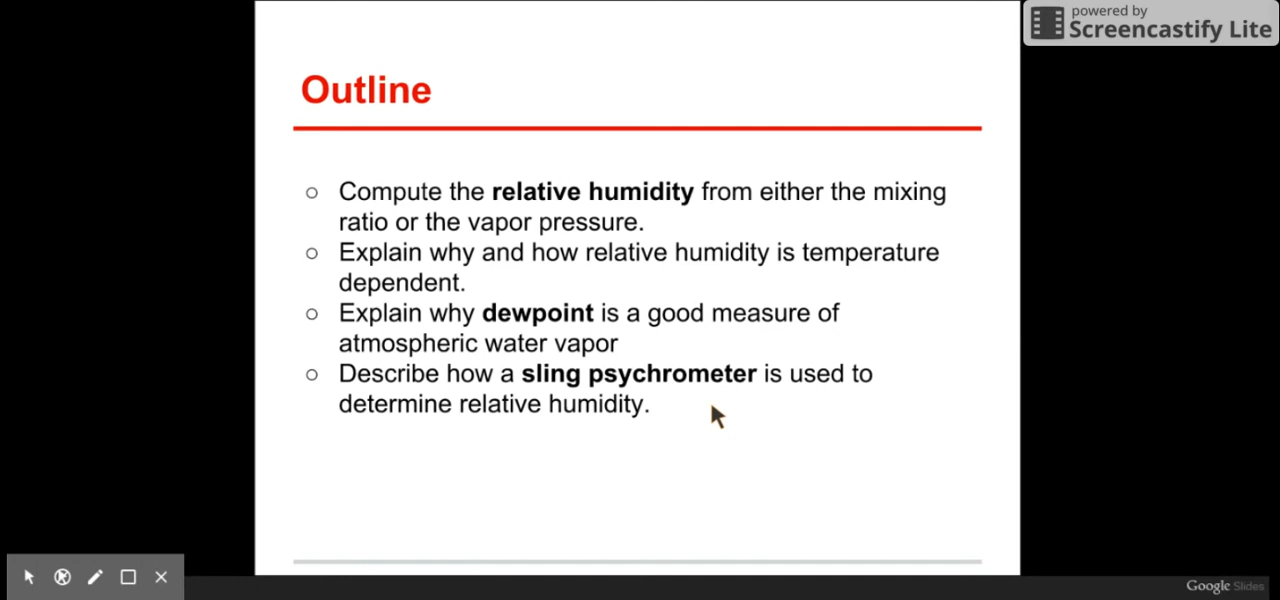 powered by
Screencastify Lite
Outline
○ Compute the relative humidity from either the mixing
ratio or the vapor pressure.
○ Explain why and how relative humidity is temperature
dependent.
○ Explain why dewpoint is a good measure of
atmospheric water vapor
○ Describe how a sling psychrometer is used to
determine relative humidity.
Google Slides